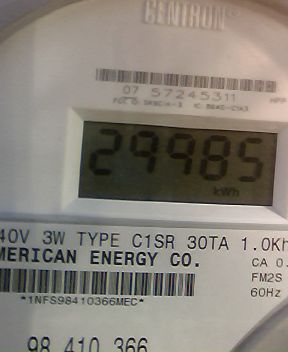 CENTRON®
07 57245311
29985
kWh
40V 3W TYPE C1SR 30TA 1.0Kh
MERICAN ENERGY CO.
CA 0.
FM2S
*1NFS98410366MEC*
60Hz
98 410 366